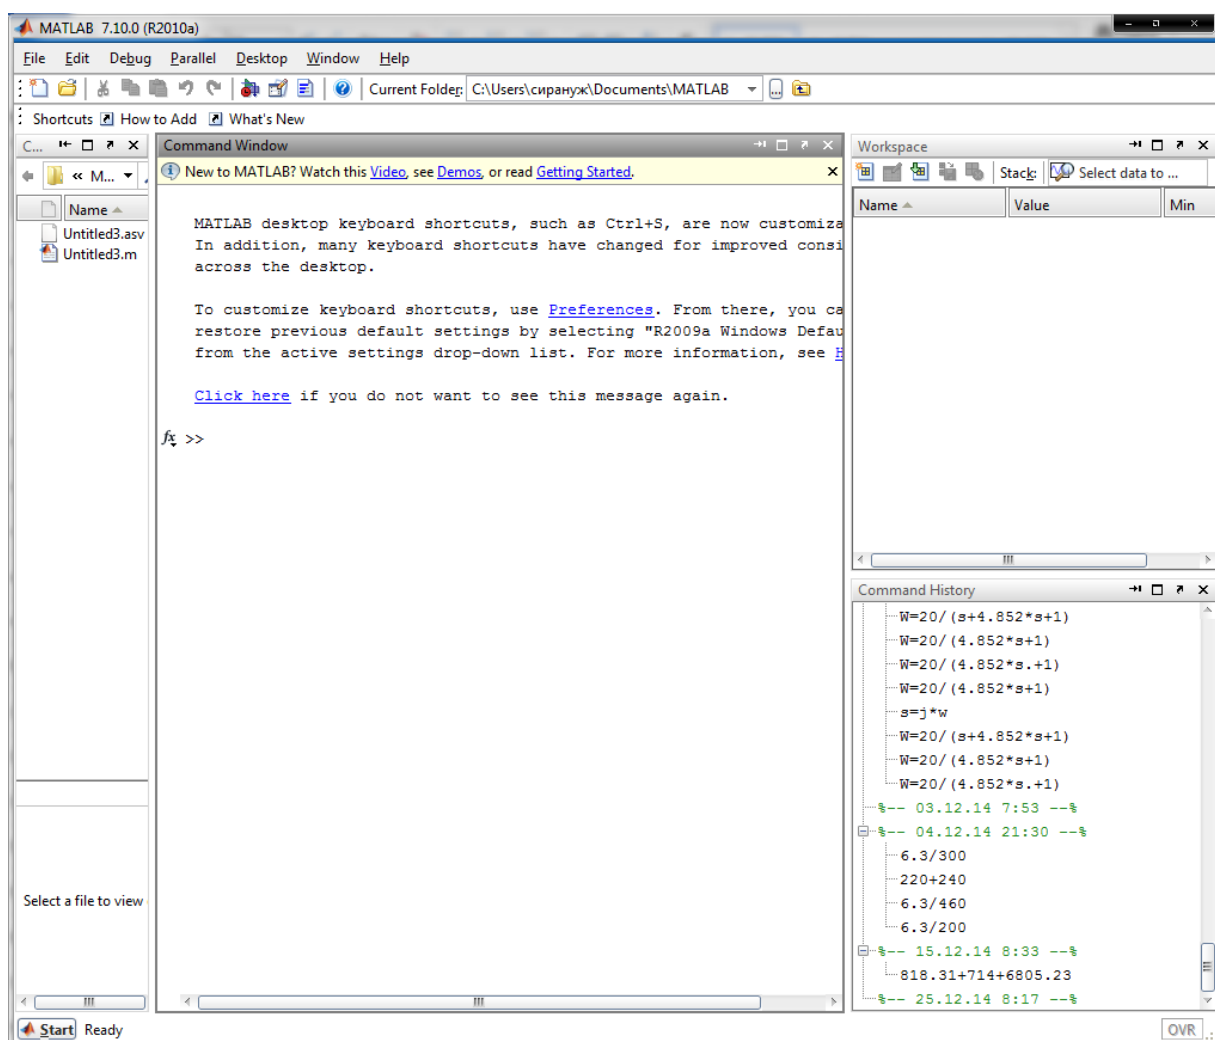 MATLAB 7.10.0 (R2010a)
File Edit Debug Parallel Desktop Window Help
Current Folder: C:\Users\сирануж\Documents\MATLAB
Shortcuts How to Add What's New
C...
« M...
Name
Untitled3.asv
Untitled3.m
Select a file to view
Command Window
New to MATLAB? Watch this Video, see Demos, or read Getting Started.
MATLAB desktop keyboard shortcuts, such as Ctrl+S, are now customiza
In addition, many keyboard shortcuts have changed for improved consi
across the desktop.
To customize keyboard shortcuts, use Preferences. From there, you ca
restore previous default settings by selecting "R2009a Windows Defau
from the active settings drop-down list. For more information, see H
Click here if you do not want to see this message again.
fx >>
Workspace
Stack: Select data to ...
Name Value Min
Command History
W=20/(s+4.852*s+1)
W=20/(4.852*s+1)
W=20/(4.852*s.+1)
W=20/(4.852*s+1)
s=j*w
W=20/(s+4.852*s+1)
W=20/(4.852*s+1)
W=20/(4.852*s.+1)
%-- 03.12.14 7:53 --%
%-- 04.12.14 21:30 --%
6.3/300
220+240
6.3/460
6.3/200
%-- 15.12.14 8:33 --%
818.31+714+6805.23
%-- 25.12.14 8:17 --%
Start Ready
OVR